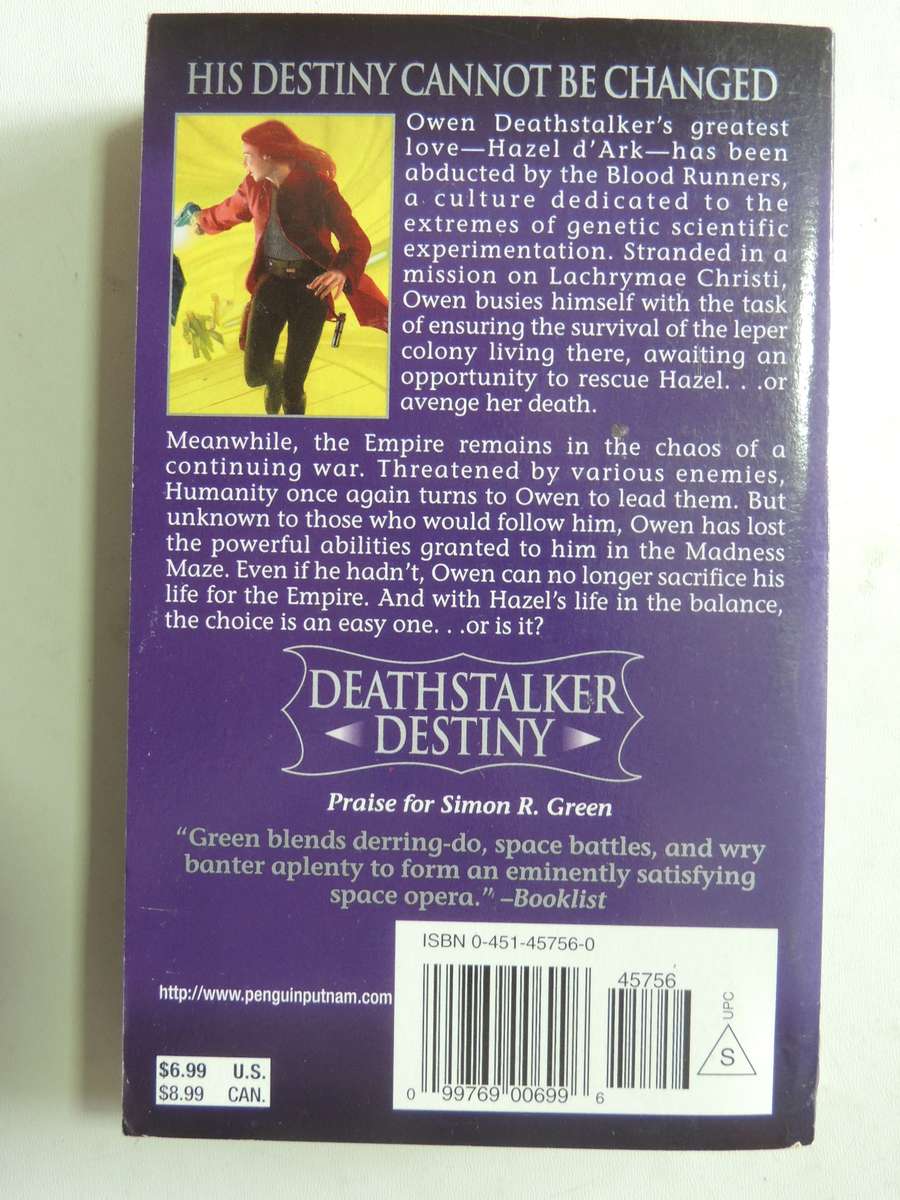 HIS DESTINY CANNOT BE CHANGED
Owen Deathstalker's greatest
love—Hazel d'Ark—has been
abducted by the Blood Runners,
a culture dedicated to the
extremes of genetic scientific
experimentation. Stranded in a
mission on Lachrymae Christi,
Owen busies himself with the task
of ensuring the survival of the leper
colony living there, awaiting an
opportunity to rescue Hazel. . .or
avenge her death.
Meanwhile, the Empire remains in the chaos of a
continuing war. Threatened by various enemies,
Humanity once again turns to Owen to lead them. But
unknown to those who would follow him, Owen has lost
the powerful abilities granted to him in the Madness
Maze. Even if he hadn't, Owen can no longer sacrifice his
life for the Empire. And with Hazel's life in the balance,
the choice is an easy one. . .or is it?
DEATHSTALKER
DESTINY
Praise for Simon R. Green
"Green blends derring-do, space battles, and wry
banter aplenty to form an eminently satisfying
space opera." –Booklist
ISBN 0-451-45756-0
45756
UPC
S
http://www.penguinputnam.com
0 99769 00699 6
$6.99 U.S.
$8.99 CAN.